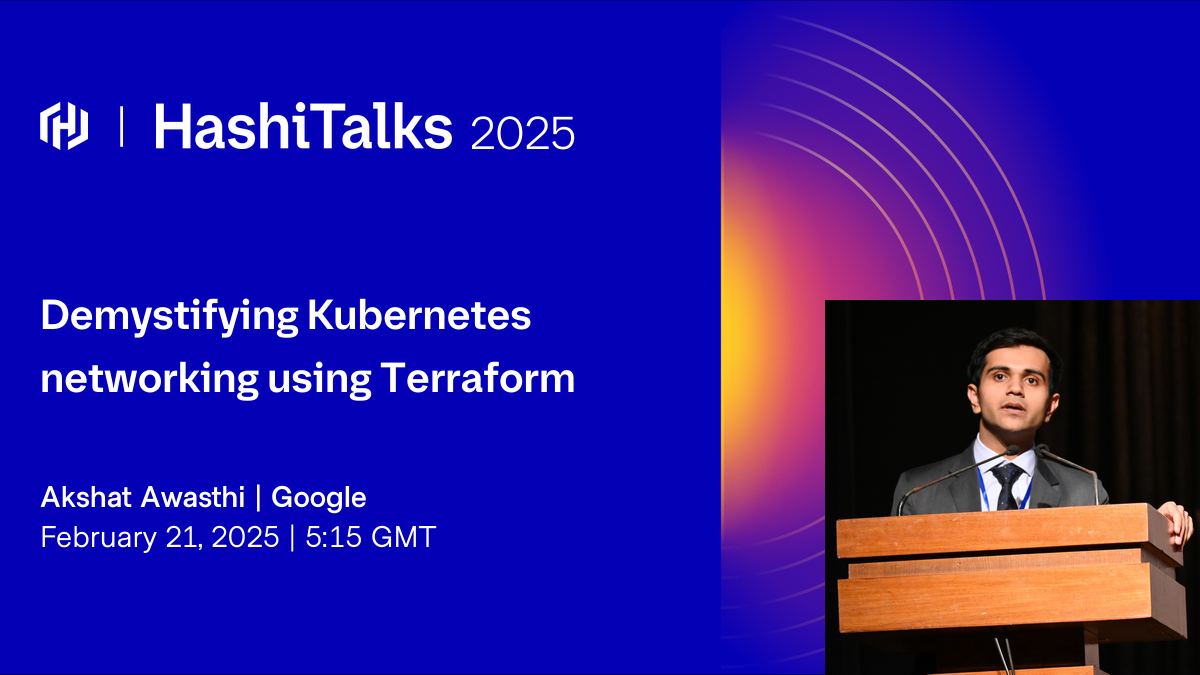 HashiTalks 2025
Demystifying Kubernetes
networking using Terraform
Akshat Awasthi | Google
February 21, 2025 | 5:15 GMT